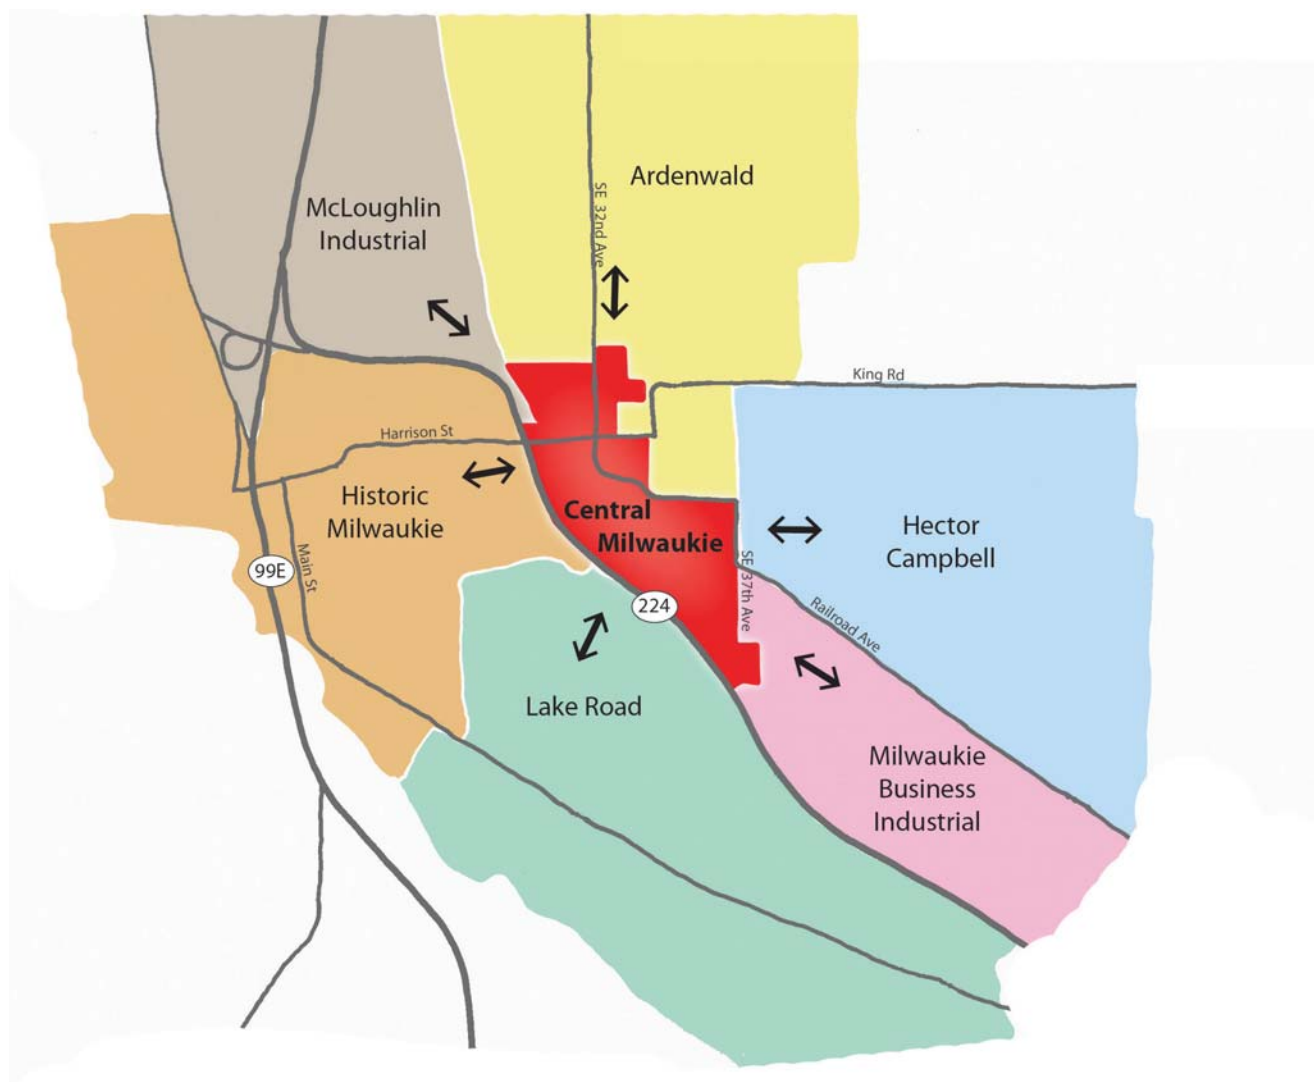 Ardenwald
SE 32nd Ave
McLoughlin
Industrial
King Rd
Harrison St
Historic
Milwaukie
Central
Milwaukie
Hector
Campbell
Main St
99E
224
SE 37th Ave
Railroad Ave
Lake Road
Milwaukie
Business
Industrial